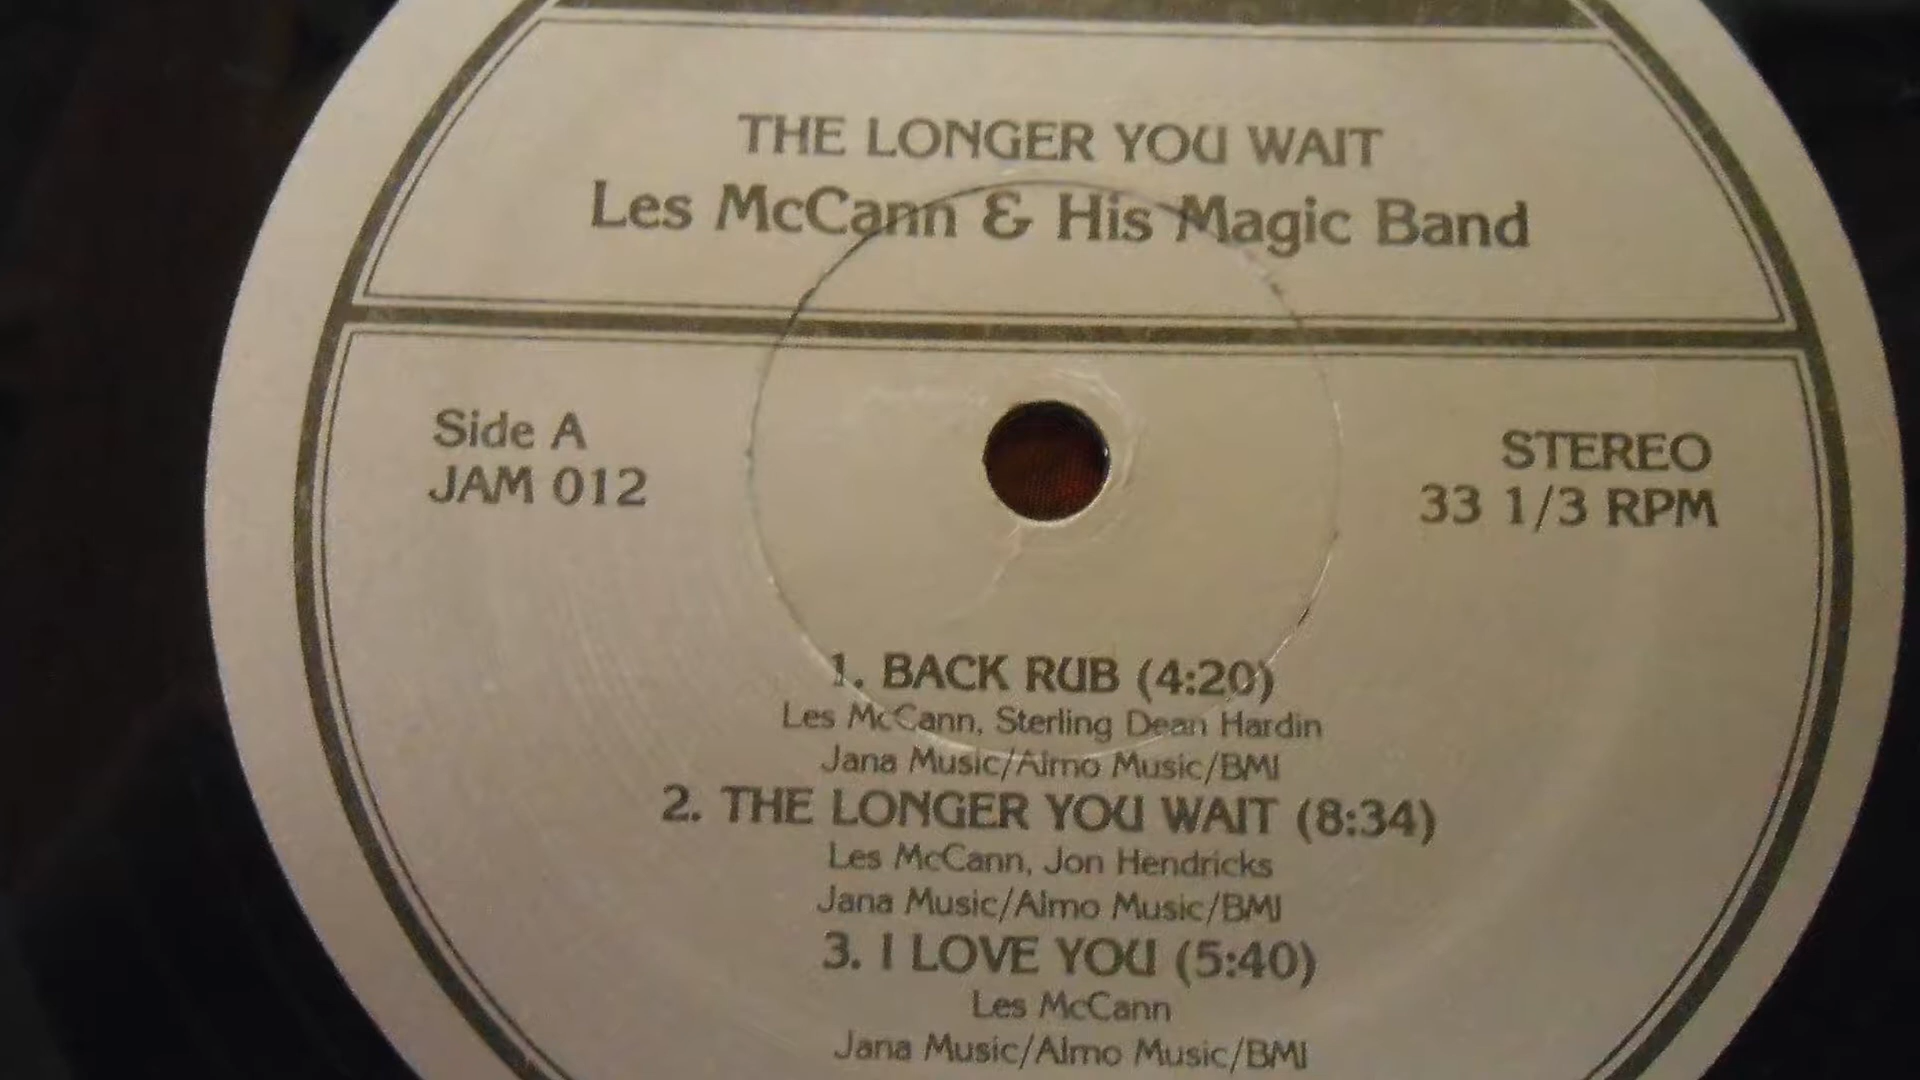 THE LONGER YOU WAIT
Les McCann & His Magic Band
Side A
JAM 012
STEREO
33 1/3 RPM
1. BACK RUB (4:20)
Les McCann, Sterling Dean Hardin
Jana Music/Almo Music/BMI
2. THE LONGER YOU WAIT (8:34)
Les McCann, Jon Hendricks
Jana Music/Almo Music/BMI
3. I LOVE YOU (5:40)
Les McCann
Jana Music/Almo Music/BMI